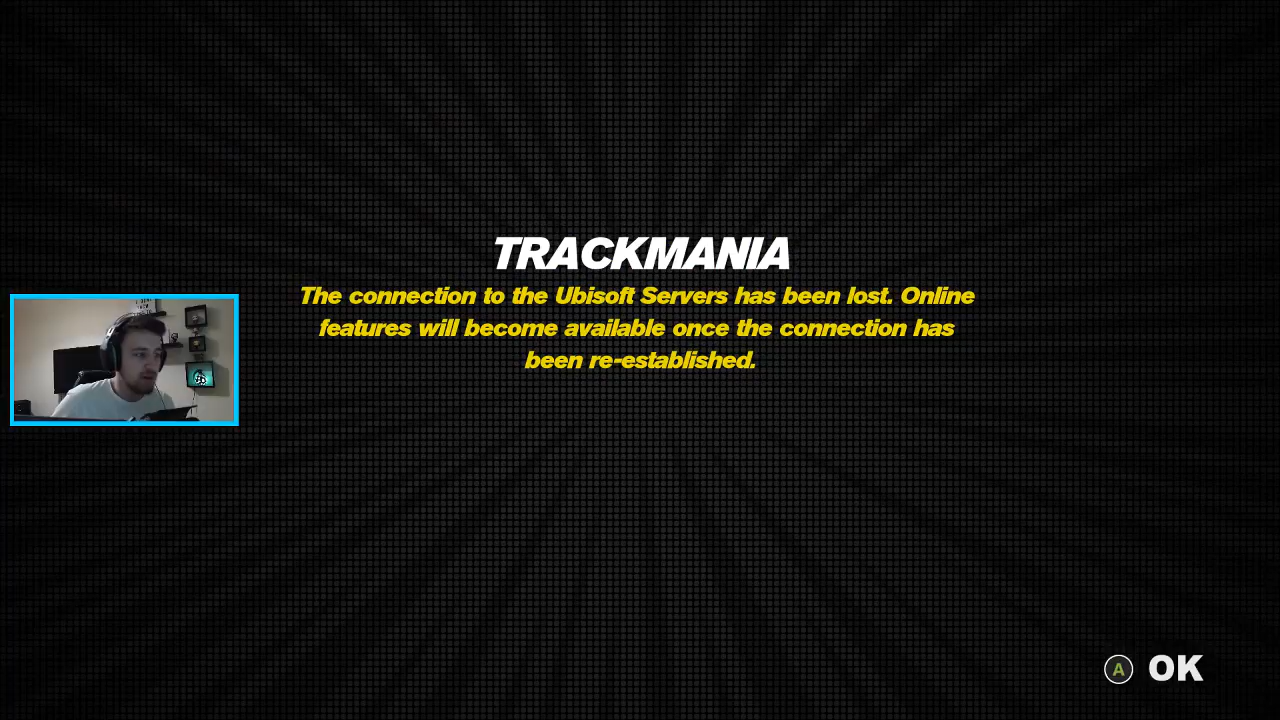 TRACKMANIA
The connection to the Ubisoft Servers has been lost. Online
features will become available once the connection has
been re-established.
A OK